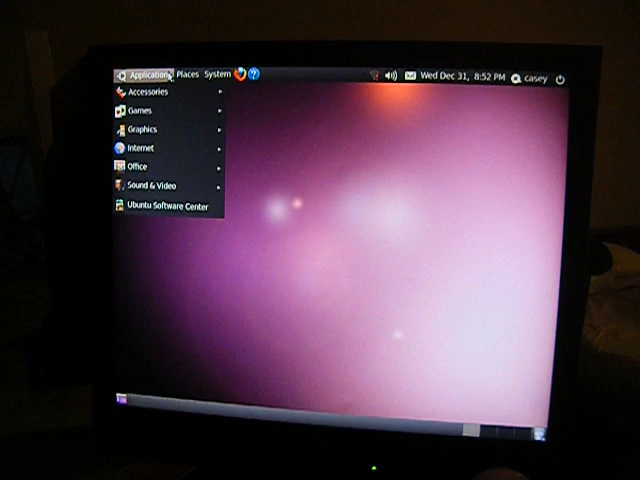 Applications Places System ? Wed Dec 31, 8:52 PM casey
Accessories
Games
Graphics
Internet
Office
Sound & Video
Ubuntu Software Center